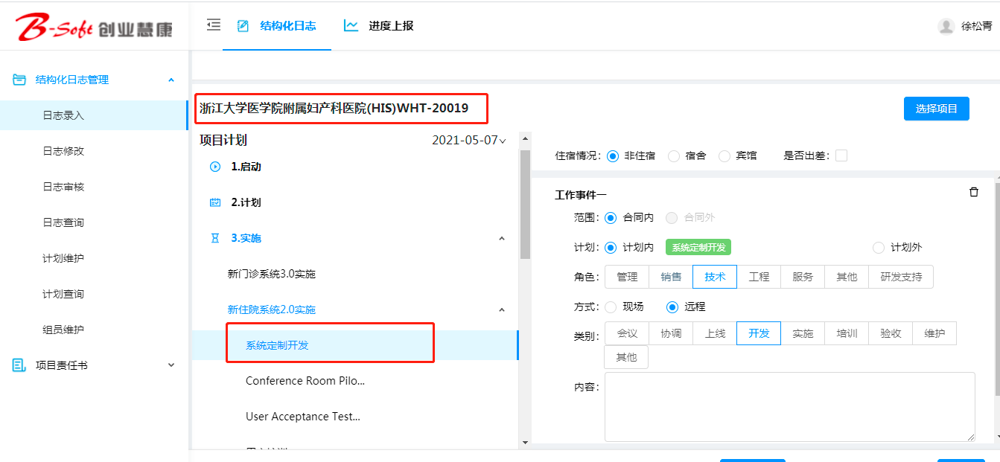 B-Soft 创业慧康
结构化日志
进度上报
徐松青
结构化日志管理
日志录入
日志修改
日志审核
日志查询
计划维护
计划查询
组员维护
项目责任书
浙江大学医学院附属妇产科医院(HIS)WHT-20019
选择项目
项目计划
2021-05-07
1.启动
2.计划
3.实施
新门诊系统3.0实施
新住院系统2.0实施
系统定制开发
Conference Room Pilo...
User Acceptance Test...
住宿情况: 非住宿 宿舍 宾馆 是否出差:
工作事件一
范围: 合同内 合同外
计划: 计划内 系统定制开发 计划外
角色: 管理 销售 技术 工程 服务 其他 研发支持
方式: 现场 远程
类别: 会议 协调 上线 开发 实施 培训 验收 维护
其他
内容: